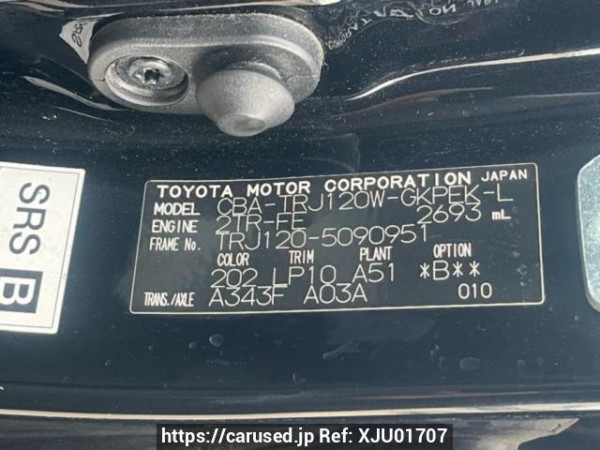 TOYOTA MOTOR CORPORATION JAPAN
MODEL CBA-TRJ120W-GKPEK-L
ENGINE 2TR-FE 2693 mL
FRAME No. TRJ120-5090951
COLOR TRIM PLANT
202 LP10 A51 *B**
TRANS./AXLE A343F A03A 010
SRS B
https://carused.jp Ref: XJU01707